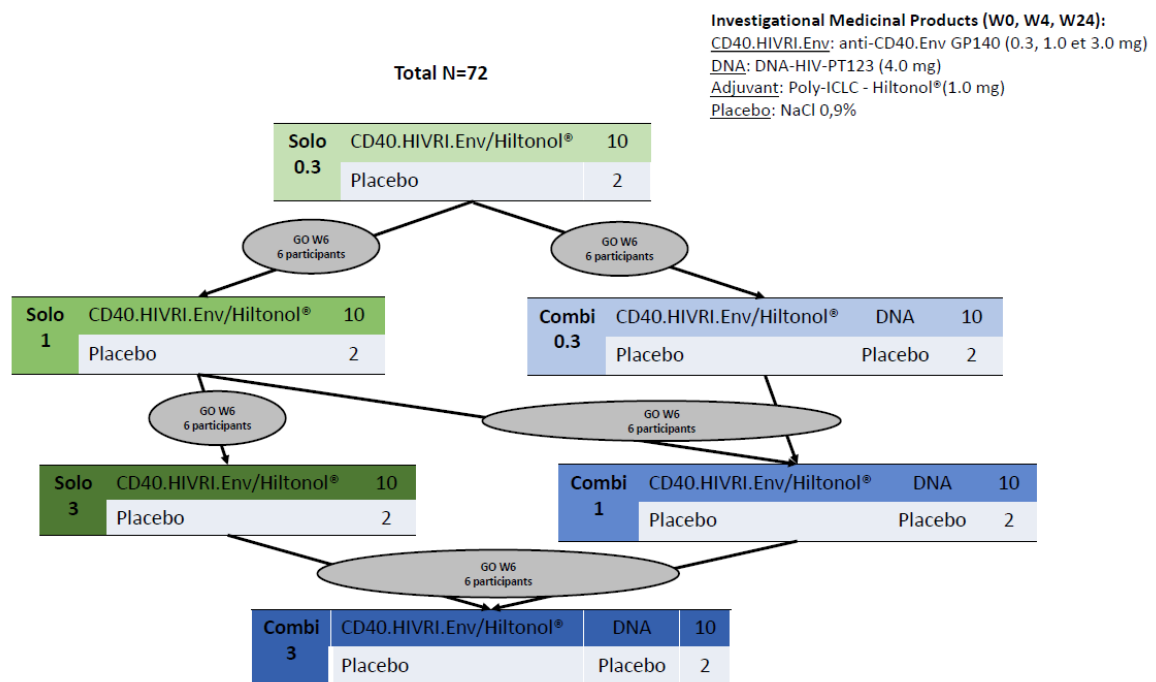 Investigational Medicinal Products (W0, W4, W24):
CD40.HIVRI.Env: anti-CD40.Env GP140 (0.3, 1.0 et 3.0 mg)
DNA: DNA-HIV-PT123 (4.0 mg)
Adjuvant: Poly-ICLC - Hiltonol®(1.0 mg)
Placebo: NaCl 0,9%
Total N=72
Solo 0.3
CD40.HIVRI.Env/Hiltonol® 10
Placebo 2
GO W6
6 participants
GO W6
6 participants
Solo 1
CD40.HIVRI.Env/Hiltonol® 10
Placebo 2
Combi 0.3
CD40.HIVRI.Env/Hiltonol® DNA 10
Placebo Placebo 2
GO W6
6 participants
GO W6
6 participants
Solo 3
CD40.HIVRI.Env/Hiltonol® 10
Placebo 2
Combi 1
CD40.HIVRI.Env/Hiltonol® DNA 10
Placebo Placebo 2
GO W6
6 participants
Combi 3
CD40.HIVRI.Env/Hiltonol® DNA 10
Placebo Placebo 2